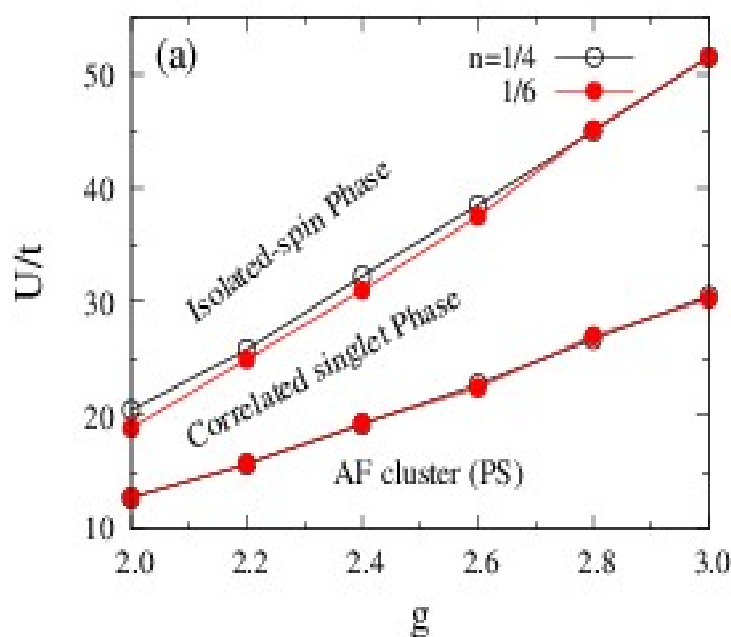 (a)
n=1/4
1/6
50
40
30
20
10
U/t
Isolated-spin Phase
Correlated singlet Phase
AF cluster (PS)
2.0 2.2 2.4 2.6 2.8 3.0
g